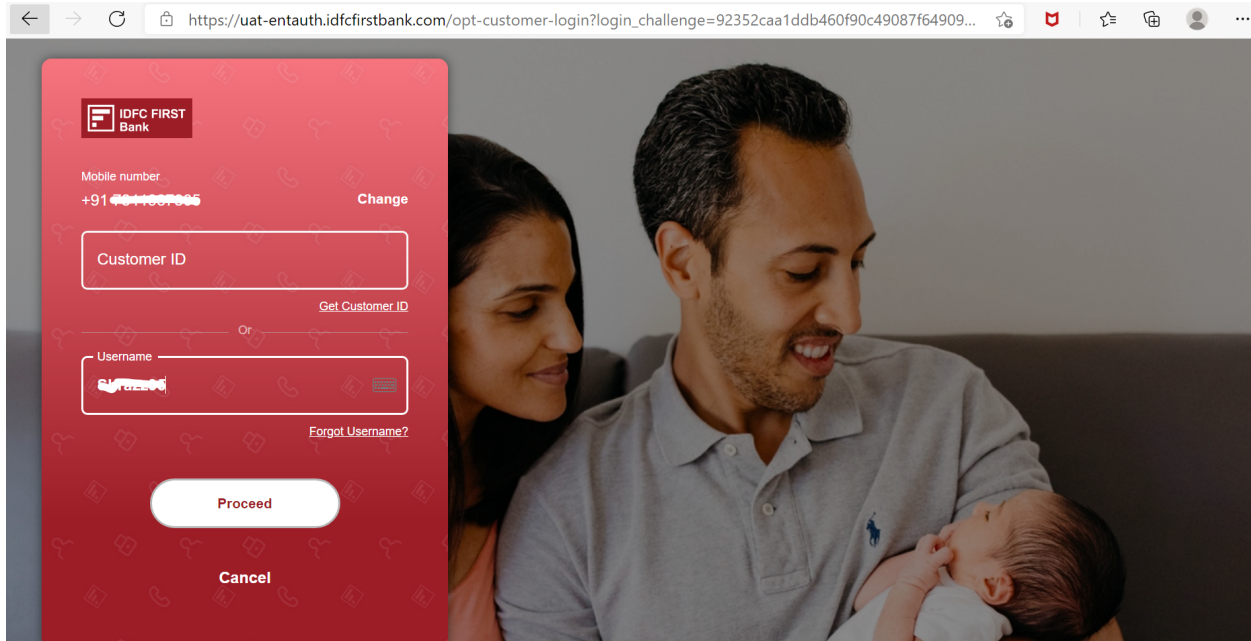 https://uat-entauth.idfcfirstbank.com/opt-customer-login?login_challenge=92352caa1ddb460f90c49087f64909...
IDFC FIRST
Bank
Mobile number
+91
Change
Customer ID
Get Customer ID
Or
Username
Forgot Username?
Proceed
Cancel